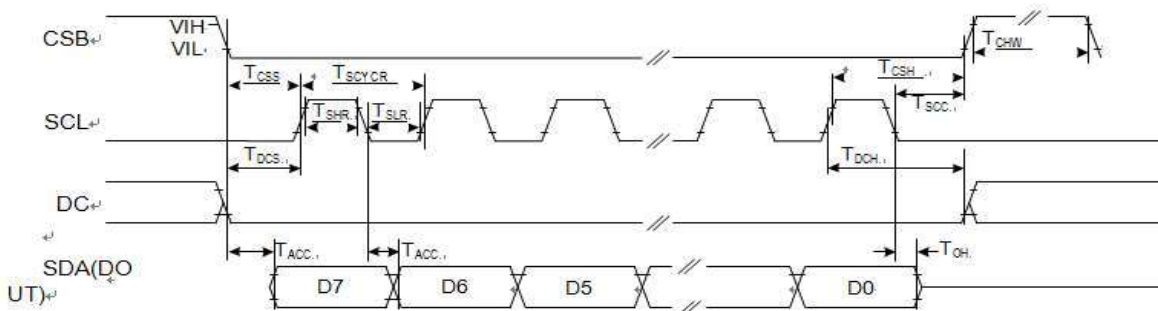 CSB↵
VIH
VIL.
TCHW
TCSS
TSCYCR
TCSH.
SCL
TSHR.
TSLR.
TSCC.
TDCS.
TDCH.
DC↵
↵
TACC.
TACC.
TOH.
SDA(DO
UT)↵
D7
D6
D5
D0